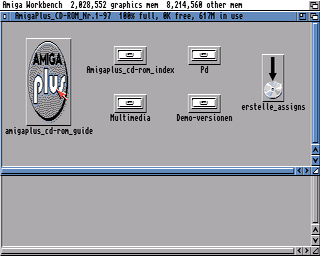 Amiga Workbench 2,028,552 graphics mem 8,214,560 other mem
AmigaPlus_CD-ROM_Nr.1-97 100% full, 0K free, 617M in use
AMIGA
plus
amigaplus_cd-rom_guide
Amigaplus_cd-rom_index
Pd
Multimedia
Demo-versionen
erstelle_assigns